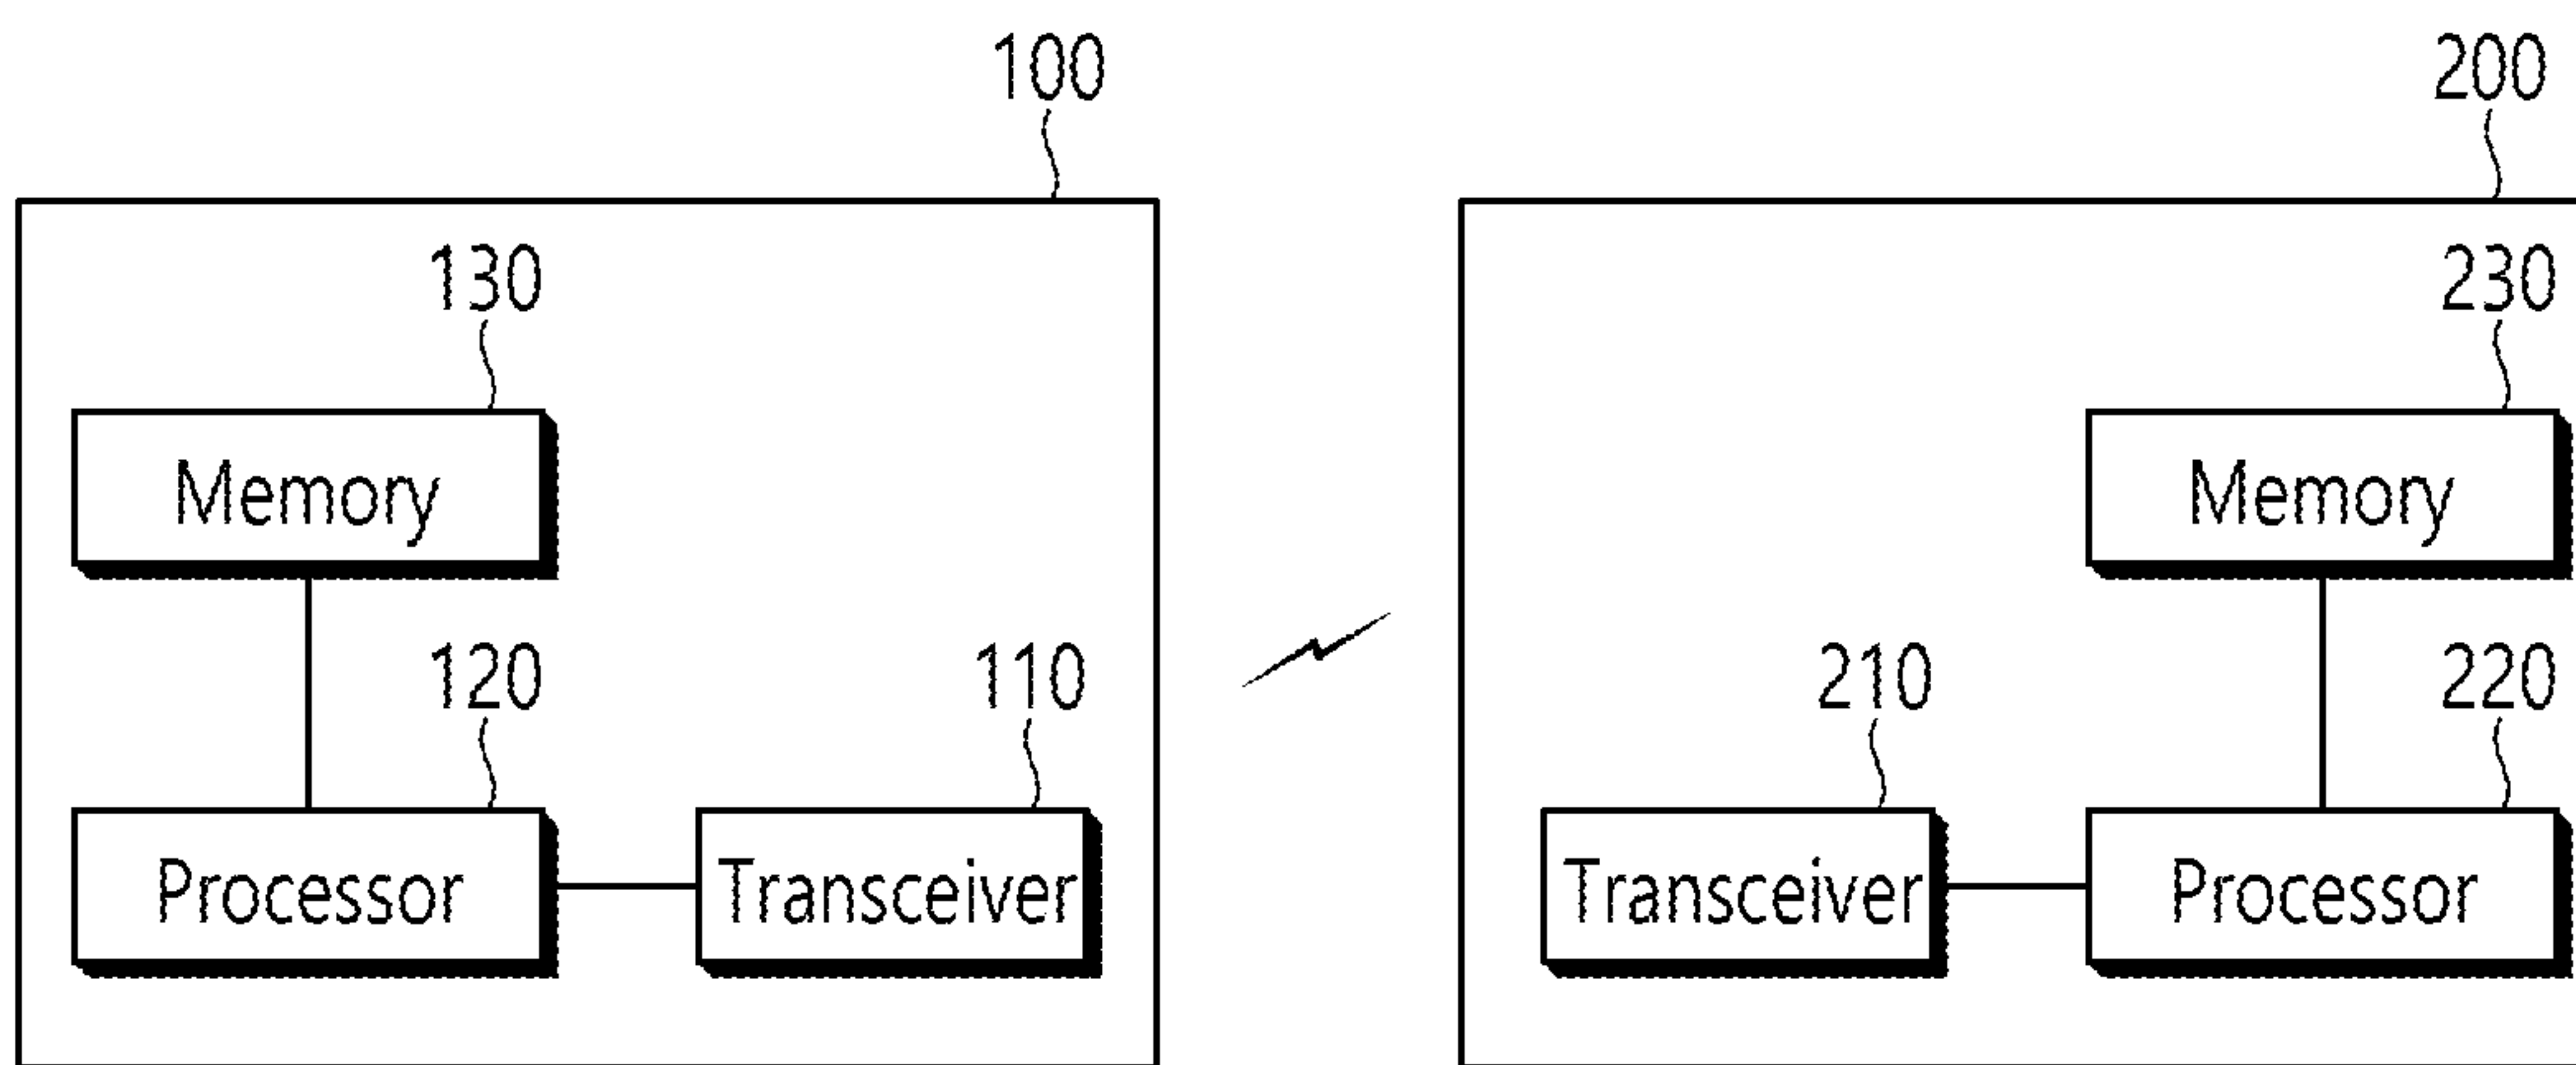 100 200
130 230
Memory Memory
120 110 210 220
Processor Transceiver Transceiver Processor